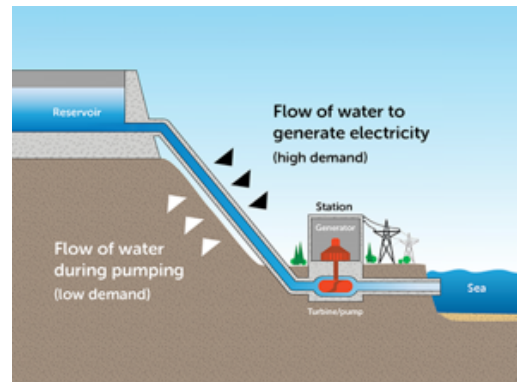 Reservoir
Flow of water to
generate electricity
(high demand)
Station
Generator
Flow of water
during pumping
(low demand)
Sea
Turbine/pump